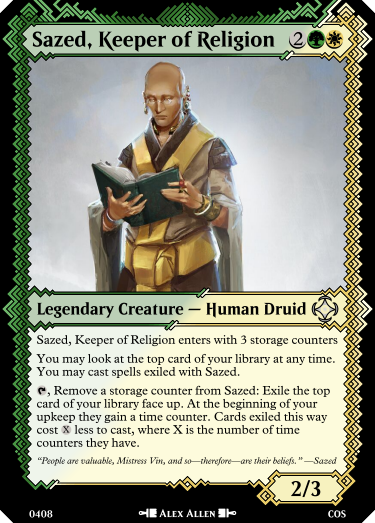 Sazed, Keeper of Religion 2
Legendary Creature — Human Druid
Sazed, Keeper of Religion enters with 3 storage counters
You may look at the top card of your library at any time.
You may cast spells exiled with Sazed.
, Remove a storage counter from Sazed: Exile the top
card of your library face up. At the beginning of your
upkeep they gain a time counter. Cards exiled this way
cost X less to cast, where X is the number of time
counters they have.
“People are valuable, Mistress Vin, and so—therefore—are their beliefs.” —Sazed
2/3
0408 Alex Allen COS